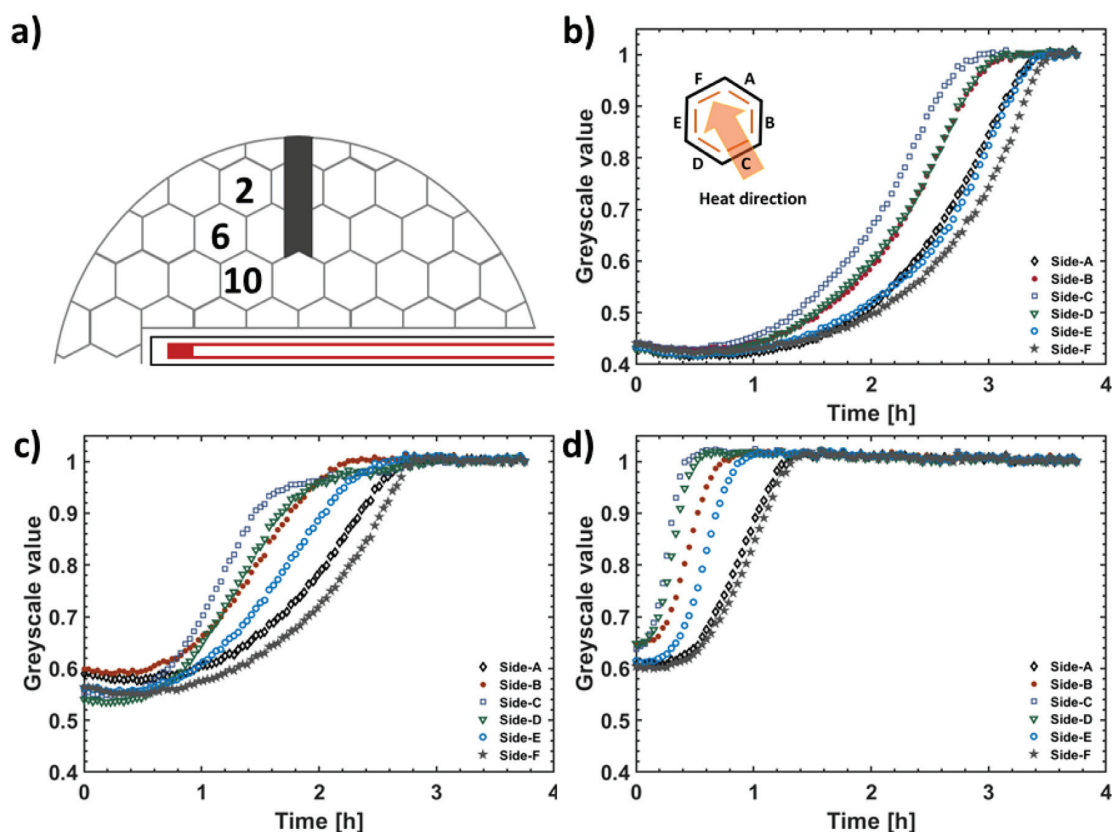 a)
2
6
10
b)
Greyscale value
1
0.9
0.8
0.7
0.6
0.5
0.4
0 1 2 3 4
Time [h]
F A
E B
D C
Heat direction
Side-A
Side-B
Side-C
Side-D
Side-E
Side-F
c)
Greyscale value
1
0.9
0.8
0.7
0.6
0.5
0.4
0 1 2 3 4
Time [h]
Side-A
Side-B
Side-C
Side-D
Side-E
Side-F
d)
Greyscale value
1
0.9
0.8
0.7
0.6
0.5
0.4
0 1 2 3 4
Time [h]
Side-A
Side-B
Side-C
Side-D
Side-E
Side-F